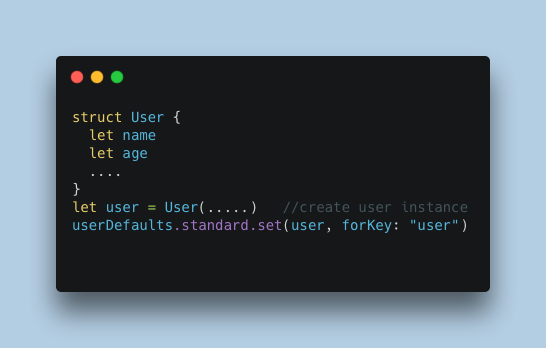 struct User {
  let name
  let age
  ....
}
let user = User(.....)   //create user instance
userDefaults.standard.set(user, forKey: "user")